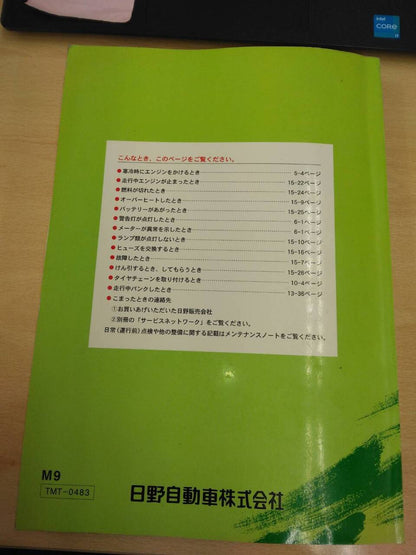 intel
CORE
i5
こんなとき、このページをご覧ください。
●寒冷時にエンジンをかけるとき 5-4ページ
●走行中エンジンが止まったとき 15-22ページ
●燃料が切れたとき 15-24ページ
●オーバーヒートしたとき 15-9ページ
●バッテリーがあがったとき 15-25ページ
●警告灯が点灯したとき 6-1ページ
●メーターが異常を示したとき 6-1ページ
●ランプ類が点灯しないとき 15-10ページ
●ヒューズを交換するとき 15-16ページ
●故障したとき 15-7ページ
●けん引するとき、してもらうとき 15-28ページ
●タイヤチェーンを取り付けるとき 10-4ページ
●走行中パンクしたとき 13-38ページ
●こまったときの連絡先
①お買いあげいただいた日野販売会社
②別冊の「サービスネットワーク」をご覧ください。
日常(運行前)点検や他の整備に関する記載はメンテナンスノートをご覧ください。
M9
TMT-0483
日野自動車株式会社